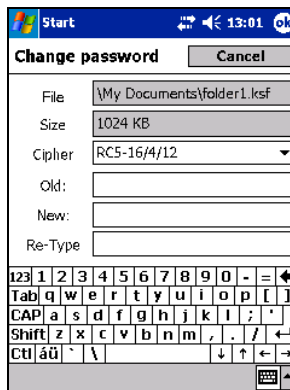 Start 13:01 ok
Change password Cancel
File \My Documents\folder1.ksf
Size 1024 KB
Cipher RC5-16/4/12
Old:
New:
Re-Type
123 1 2 3 4 5 6 7 8 9 0 - =
Tab q w e r t y u i o p [ ]
CAP a s d f g h j k l ; '
Shift z x c v b n m , . /
Ctl áü ` \